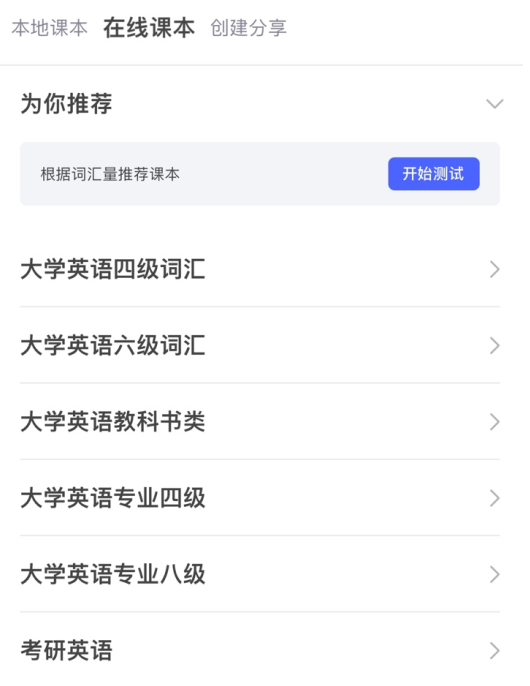 本地课本 在线课本 创建分享
为你推荐
根据词汇量推荐课本 开始测试
大学英语四级词汇
大学英语六级词汇
大学英语教科书类
大学英语专业四级
大学英语专业八级
考研英语